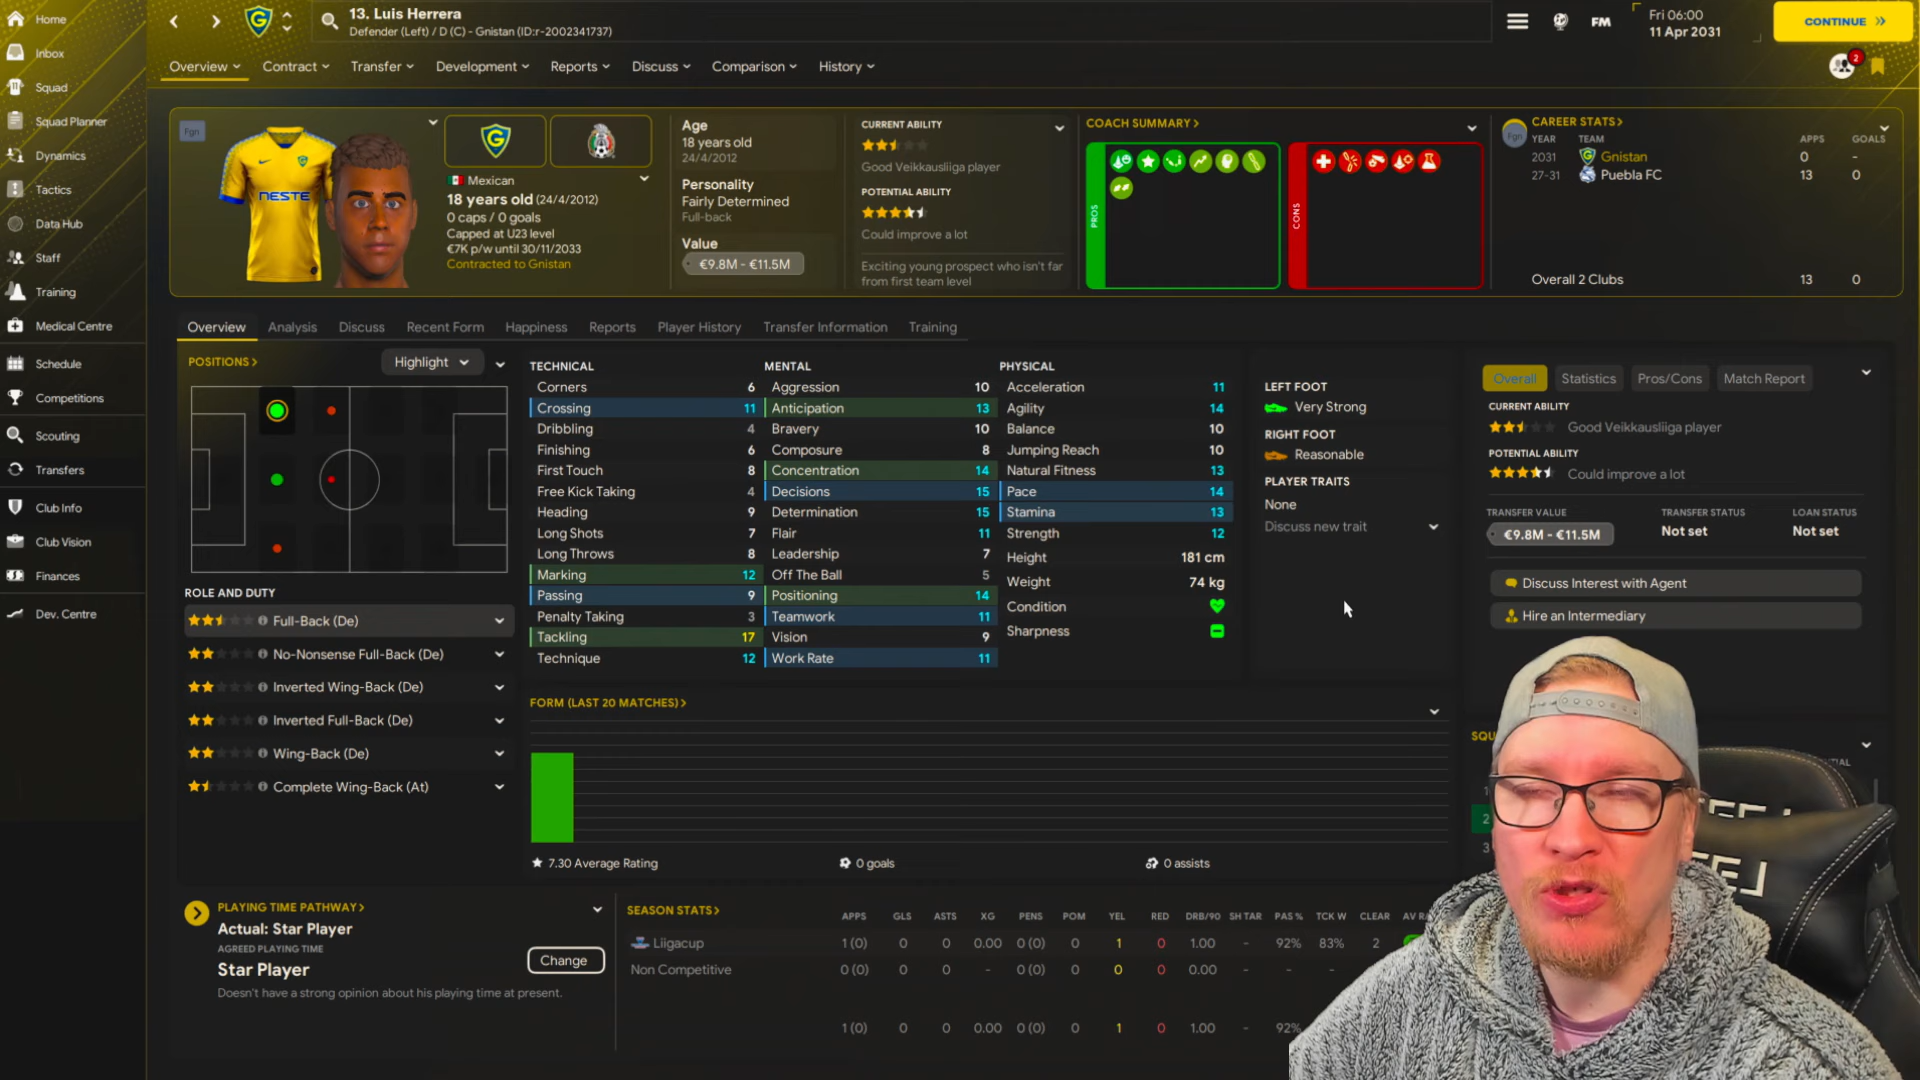 Home
Inbox
Squad
Squad Planner
Dynamics
Tactics
Data Hub
Staff
Training
Medical Centre
Schedule
Competitions
Scouting
Transfers
Club Info
Club Vision
Finances
Dev. Centre
13. Luis Herrera
Defender (Left) / D (C) - Gnistan (ID:r-2002341737)
FM
Fri 06:00
11 Apr 2031
CONTINUE
Overview
Contract
Transfer
Development
Reports
Discuss
Comparison
History
2
Fgn
NESTE
Mexican
18 years old (24/4/2012)
0 caps / 0 goals
Capped at U23 level
€7K p/w until 30/11/2033
Contracted to Gnistan
Age
18 years old
24/4/2012
Personality
Fairly Determined
Full-back
Value
€9.8M - €11.5M
CURRENT ABILITY
Good Veikkausliiga player
POTENTIAL ABILITY
Could improve a lot
Exciting young prospect who isn't far
from first team level
COACH SUMMARY >
PROS
CONS
Fgn
CAREER STATS >
YEAR TEAM APPS GOALS
2031 Gnistan 0 -
27-31 Puebla FC 13 0
Overall 2 Clubs 13 0
Overview
Analysis
Discuss
Recent Form
Happiness
Reports
Player History
Transfer Information
Training
POSITIONS >
Highlight
ROLE AND DUTY
Full-Back (De)
No-Nonsense Full-Back (De)
Inverted Wing-Back (De)
Inverted Full-Back (De)
Wing-Back (De)
Complete Wing-Back (At)
TECHNICAL
Corners 6
Crossing 11
Dribbling 4
Finishing 6
First Touch 8
Free Kick Taking 4
Heading 9
Long Shots 7
Long Throws 8
Marking 12
Passing 9
Penalty Taking 3
Tackling 17
Technique 12
MENTAL
Aggression 10
Anticipation 13
Bravery 10
Composure 8
Concentration 14
Decisions 15
Determination 15
Flair 11
Leadership 7
Off The Ball 5
Positioning 14
Teamwork 11
Vision 9
Work Rate 11
PHYSICAL
Acceleration 11
Agility 14
Balance 10
Jumping Reach 10
Natural Fitness 13
Pace 14
Stamina 13
Strength 12
Height 181 cm
Weight 74 kg
Condition
Sharpness
LEFT FOOT
Very Strong
RIGHT FOOT
Reasonable
PLAYER TRAITS
None
Discuss new trait
Overall
Statistics
Pros/Cons
Match Report
CURRENT ABILITY
Good Veikkausliiga player
POTENTIAL ABILITY
Could improve a lot
TRANSFER VALUE
€9.8M - €11.5M
TRANSFER STATUS
Not set
LOAN STATUS
Not set
Discuss Interest with Agent
Hire an Intermediary
FORM (LAST 20 MATCHES) >
7.30 Average Rating
0 goals
0 assists
PLAYING TIME PATHWAY >
Actual: Star Player
AGREED PLAYING TIME
Star Player
Change
Doesn't have a strong opinion about his playing time at present.
SEASON STATS >
APPS GLS ASTS XG PENS POM YEL RED DRB/90 SH TAR PAS % TCK W CLEAR
Liigacup 1 (0) 0 0 0.00 0 (0) 0 1 0 1.00 - 92% 83% 2
Non Competitive 0 (0) 0 0 - 0 (0) 0 0 0 0.00 - - -
1 (0) 0 0 0.00 0 (0) 0 1 0 1.00 - 92%